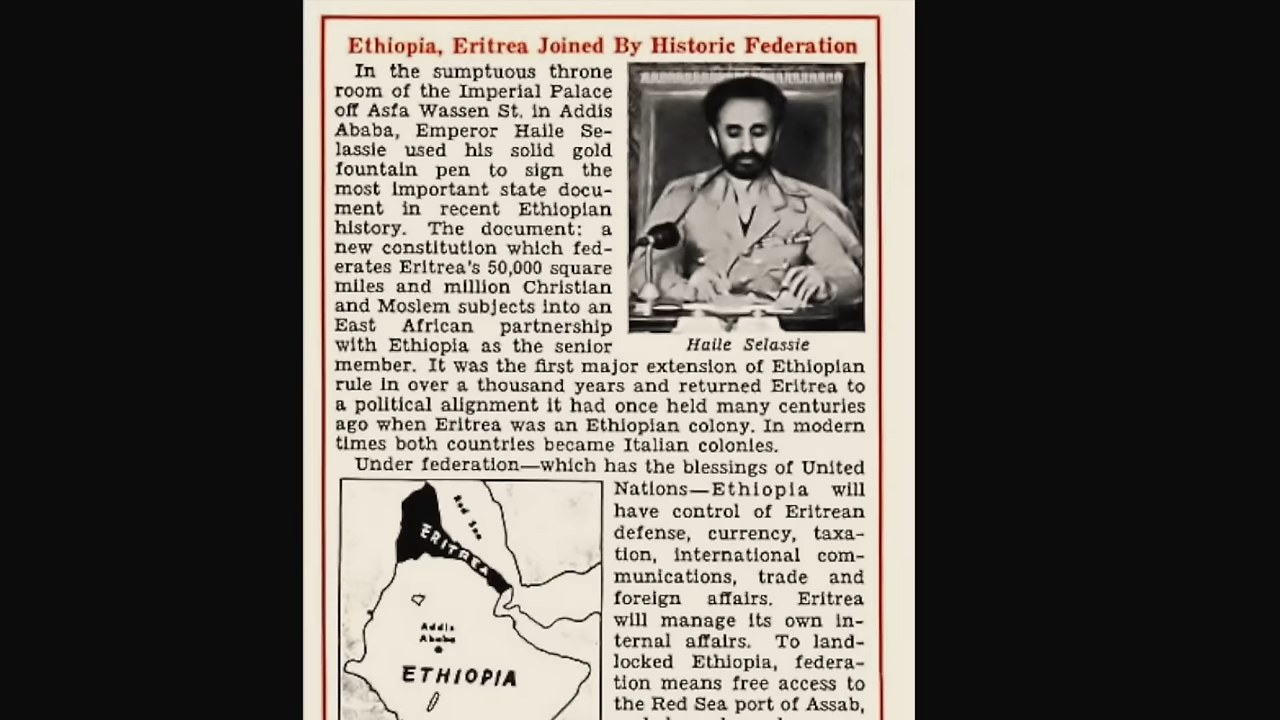 Ethiopia, Eritrea Joined By Historic Federation
In the sumptuous throne
room of the Imperial Palace
off Asfa Wassen St. in Addis
Ababa, Emperor Haile Se-
lassie used his solid gold
fountain pen to sign the
most important state docu-
ment in recent Ethiopian
history. The document: a
new constitution which fed-
erates Eritrea's 50,000 square
miles and million Christian
and Moslem subjects into an
East African partnership
with Ethiopia as the senior
Haile Selassie
member. It was the first major extension of Ethiopian
rule in over a thousand years and returned Eritrea to
a political alignment it had once held many centuries
ago when Eritrea was an Ethiopian colony. In modern
times both countries became Italian colonies.
Under federation—which has the blessings of United
Nations—Ethiopia will
have control of Eritrean
defense, currency, taxa-
tion, international com-
munications, trade and
foreign affairs. Eritrea
will manage its own in-
ternal affairs. To land-
locked Ethiopia, federa-
tion means free access to
the Red Sea port of Assab,
Red Sea
ERITREA
Addis
Ababa
ETHIOPIA